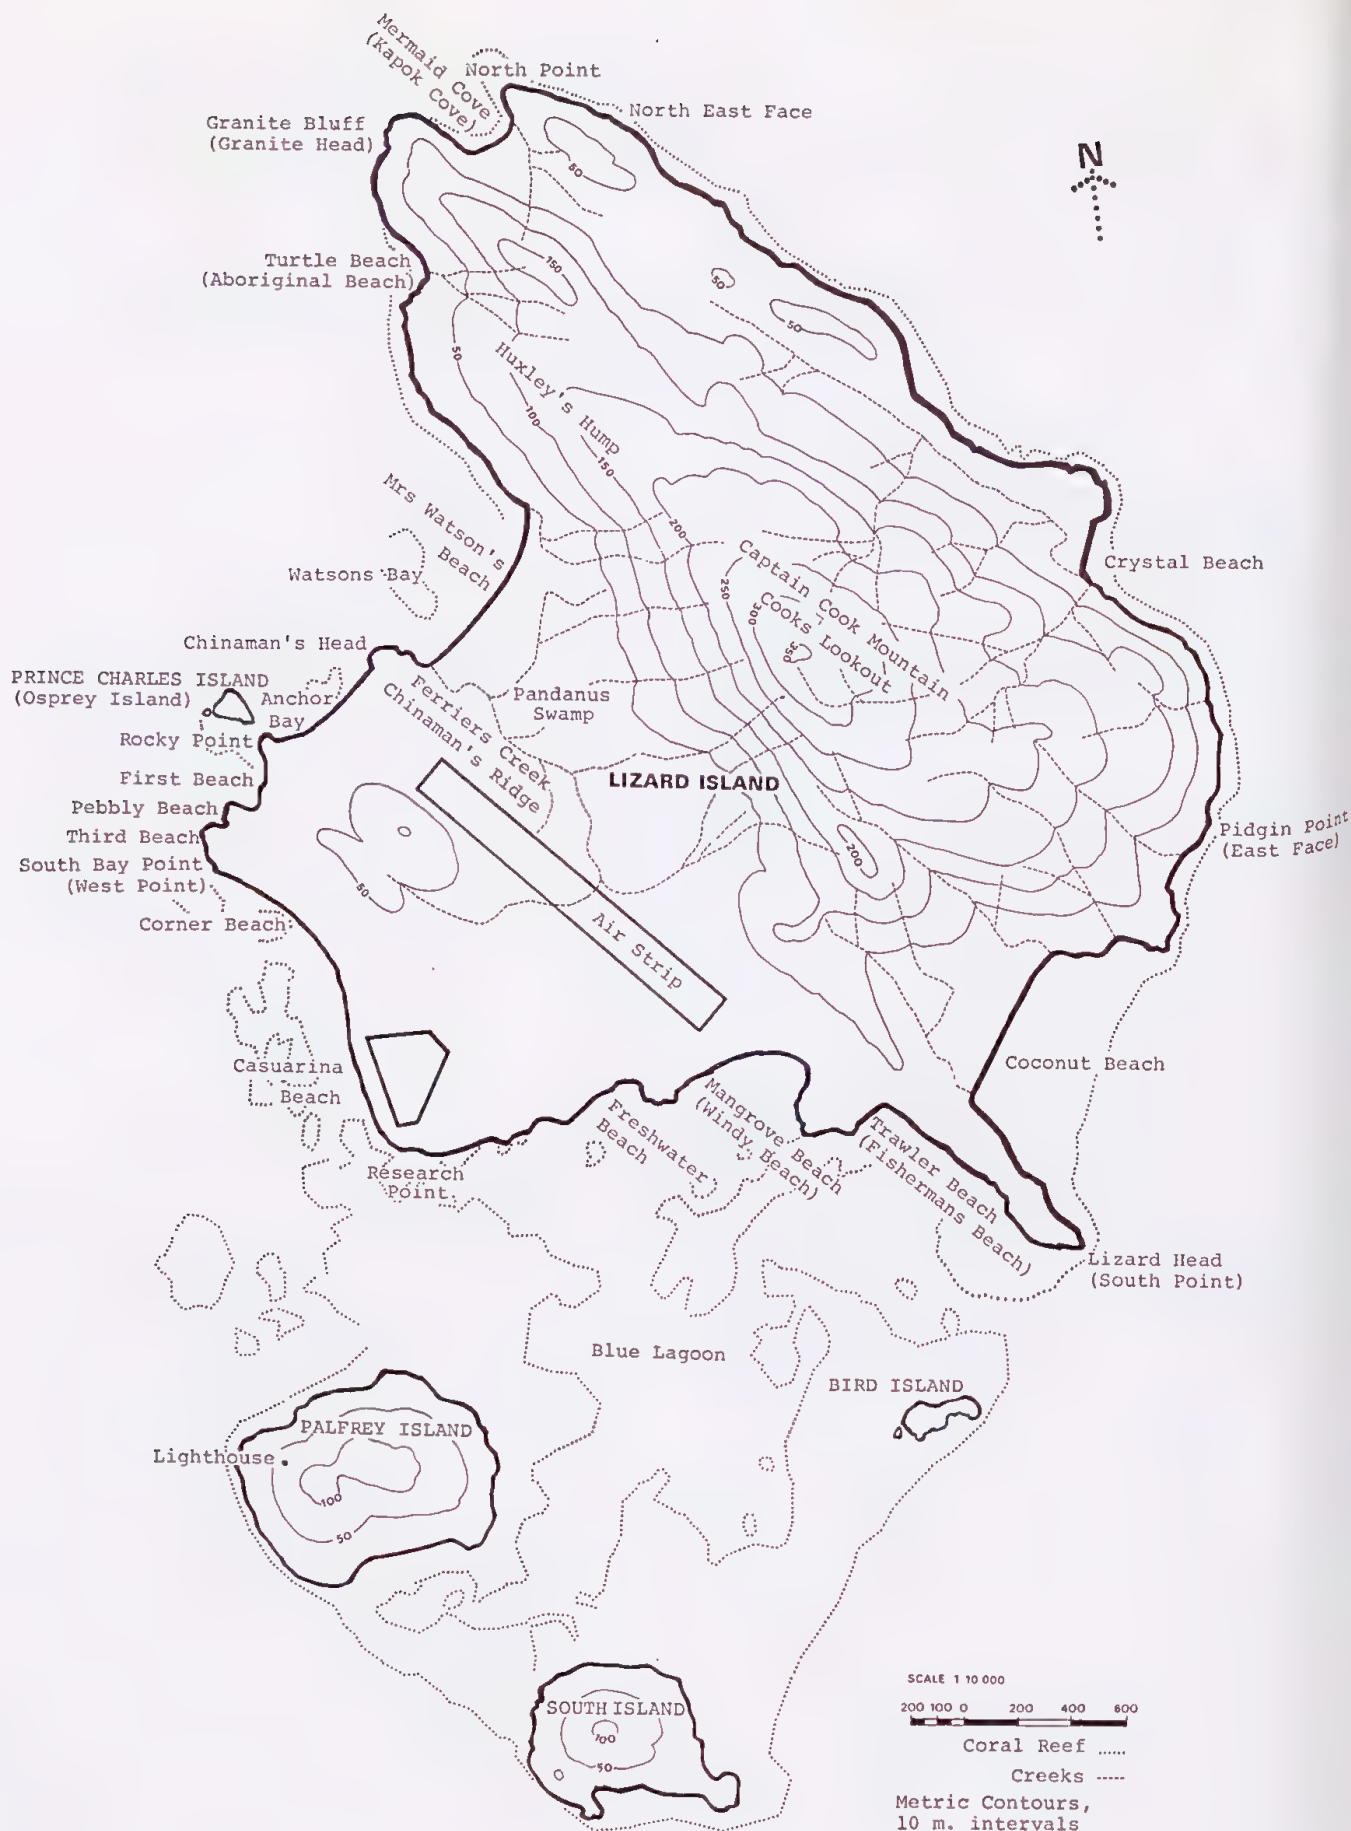 Mermaid Cove
(Kapok Cove)
North Point
North East Face
Granite Bluff
(Granite Head)
N
50
Turtle Beach
(Aboriginal Beach)
150
50
50
50
Huxley's Hump
100
150
Mrs Watson's
Beach
200
Watsons Bay
Captain Cook Mountain
Cooks Lookout
250
300
350
Crystal Beach
Chinaman's Head
PRINCE CHARLES ISLAND
(Osprey Island)
Anchor
Bay
Ferriers Creek
Chinaman's Ridge
Pandanus
Swamp
Rocky Point
First Beach
LIZARD ISLAND
Pebbly Beach
Third Beach
South Bay Point
(West Point)
50
200
Pidgin Point
(East Face)
Corner Beach
Air Strip
Casuarina
Beach
Coconut Beach
Freshwater
Beach
Mangrove Beach
(Windy Beach)
Trawler Beach
(Fishermans Beach)
Research
Point
Lizard Head
(South Point)
Blue Lagoon
BIRD ISLAND
PALFREY ISLAND
Lighthouse
100
50
SOUTH ISLAND
100
50
SCALE 1 10 000
200 100 0 200 400 600
Coral Reef ......
Creeks -----
Metric Contours,
10 m. intervals